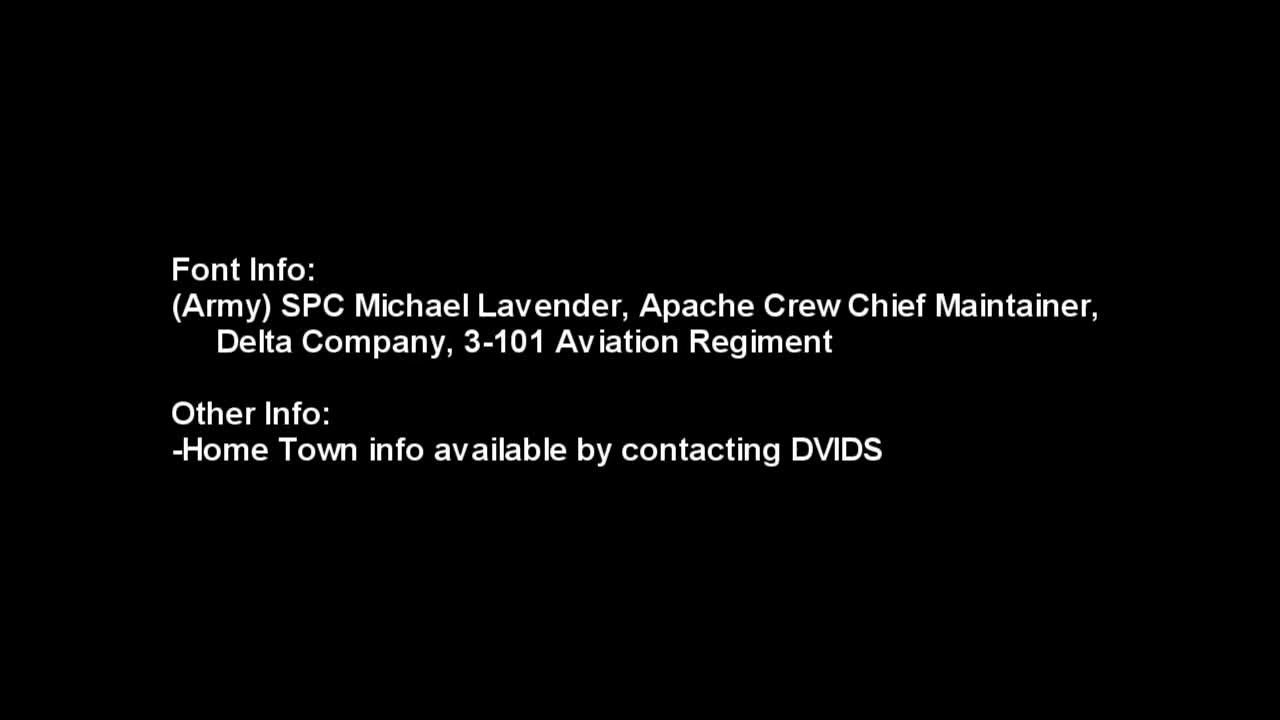 Font Info:
(Army) SPC Michael Lavender, Apache Crew Chief Maintainer,
Delta Company, 3-101 Aviation Regiment
Other Info:
-Home Town info available by contacting DVIDS